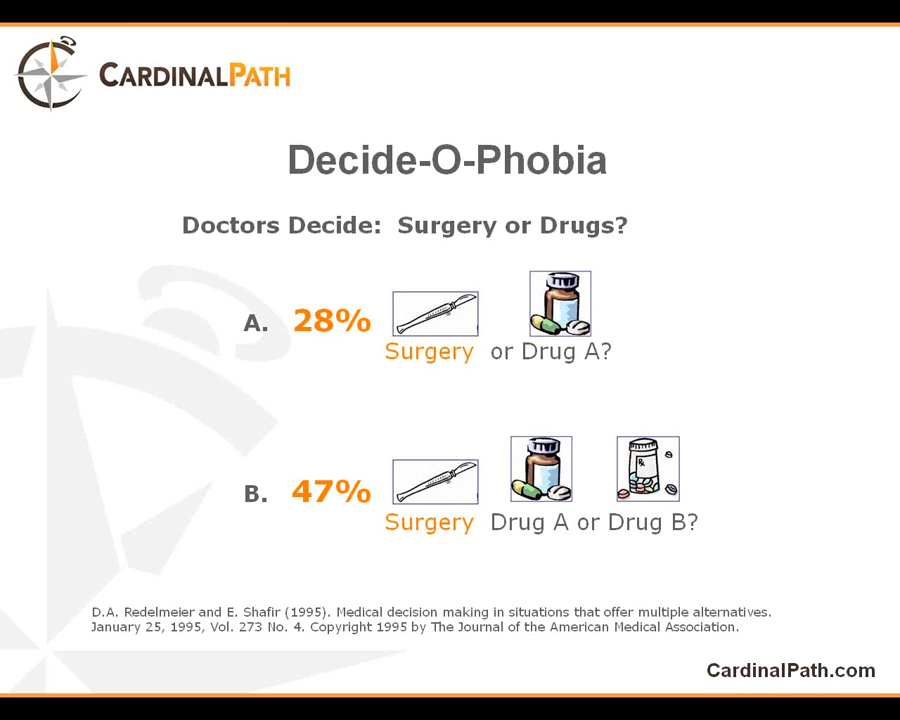 CARDINALPATH
Decide-O-Phobia
Doctors Decide: Surgery or Drugs?
A. 28%
Surgery or Drug A?
Rx
B. 47%
Surgery Drug A or Drug B?
D.A. Redelmeier and E. Shafir (1995). Medical decision making in situations that offer multiple alternatives.
January 25, 1995, Vol. 273 No. 4. Copyright 1995 by The Journal of the American Medical Association.
CardinalPath.com